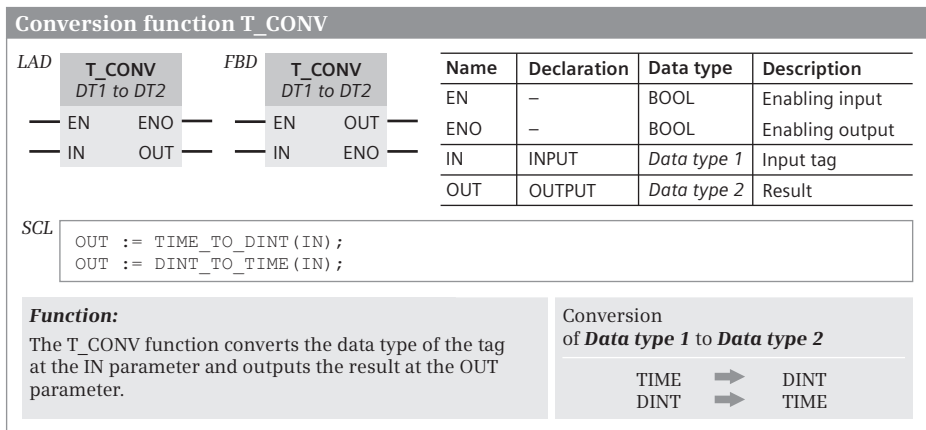 Conversion function T_CONV
LAD
T_CONV
DT1 to DT2
EN ENO
IN OUT
FBD
T_CONV
DT1 to DT2
EN OUT
IN ENO
Name Declaration Data type Description
EN – BOOL Enabling input
ENO – BOOL Enabling output
IN INPUT Data type 1 Input tag
OUT OUTPUT Data type 2 Result
SCL
OUT := TIME_TO_DINT(IN);
OUT := DINT_TO_TIME(IN);
Function:
The T_CONV function converts the data type of the tag
at the IN parameter and outputs the result at the OUT
parameter.
Conversion
of Data type 1 to Data type 2
TIME ➡ DINT
DINT ➡ TIME